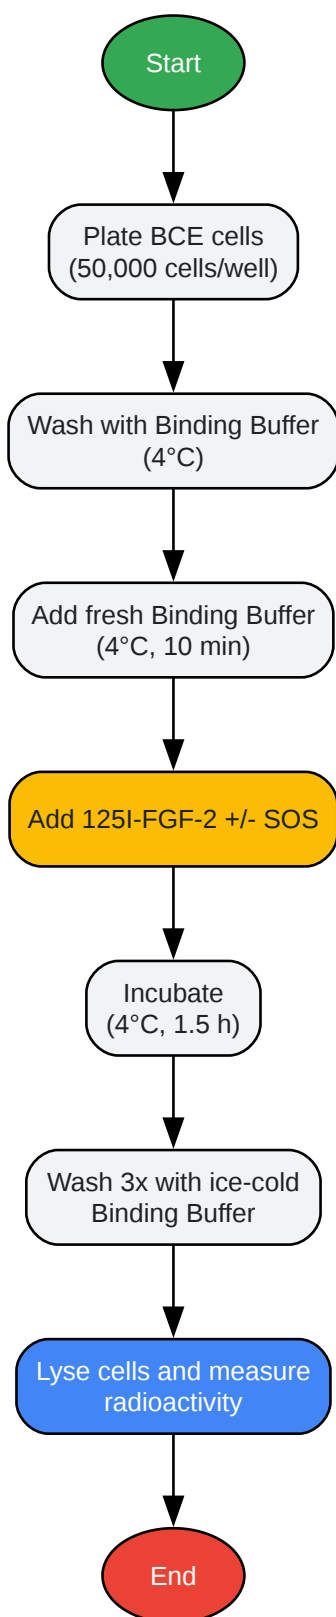 Start
Plate BCE cells
(50,000 cells/well)
Wash with Binding Buffer
(4°C)
Add fresh Binding Buffer
(4°C, 10 min)
Add 125I-FGF-2 +/- SOS
Incubate
(4°C, 1.5 h)
Wash 3x with ice-cold
Binding Buffer
Lyse cells and measure
radioactivity
End